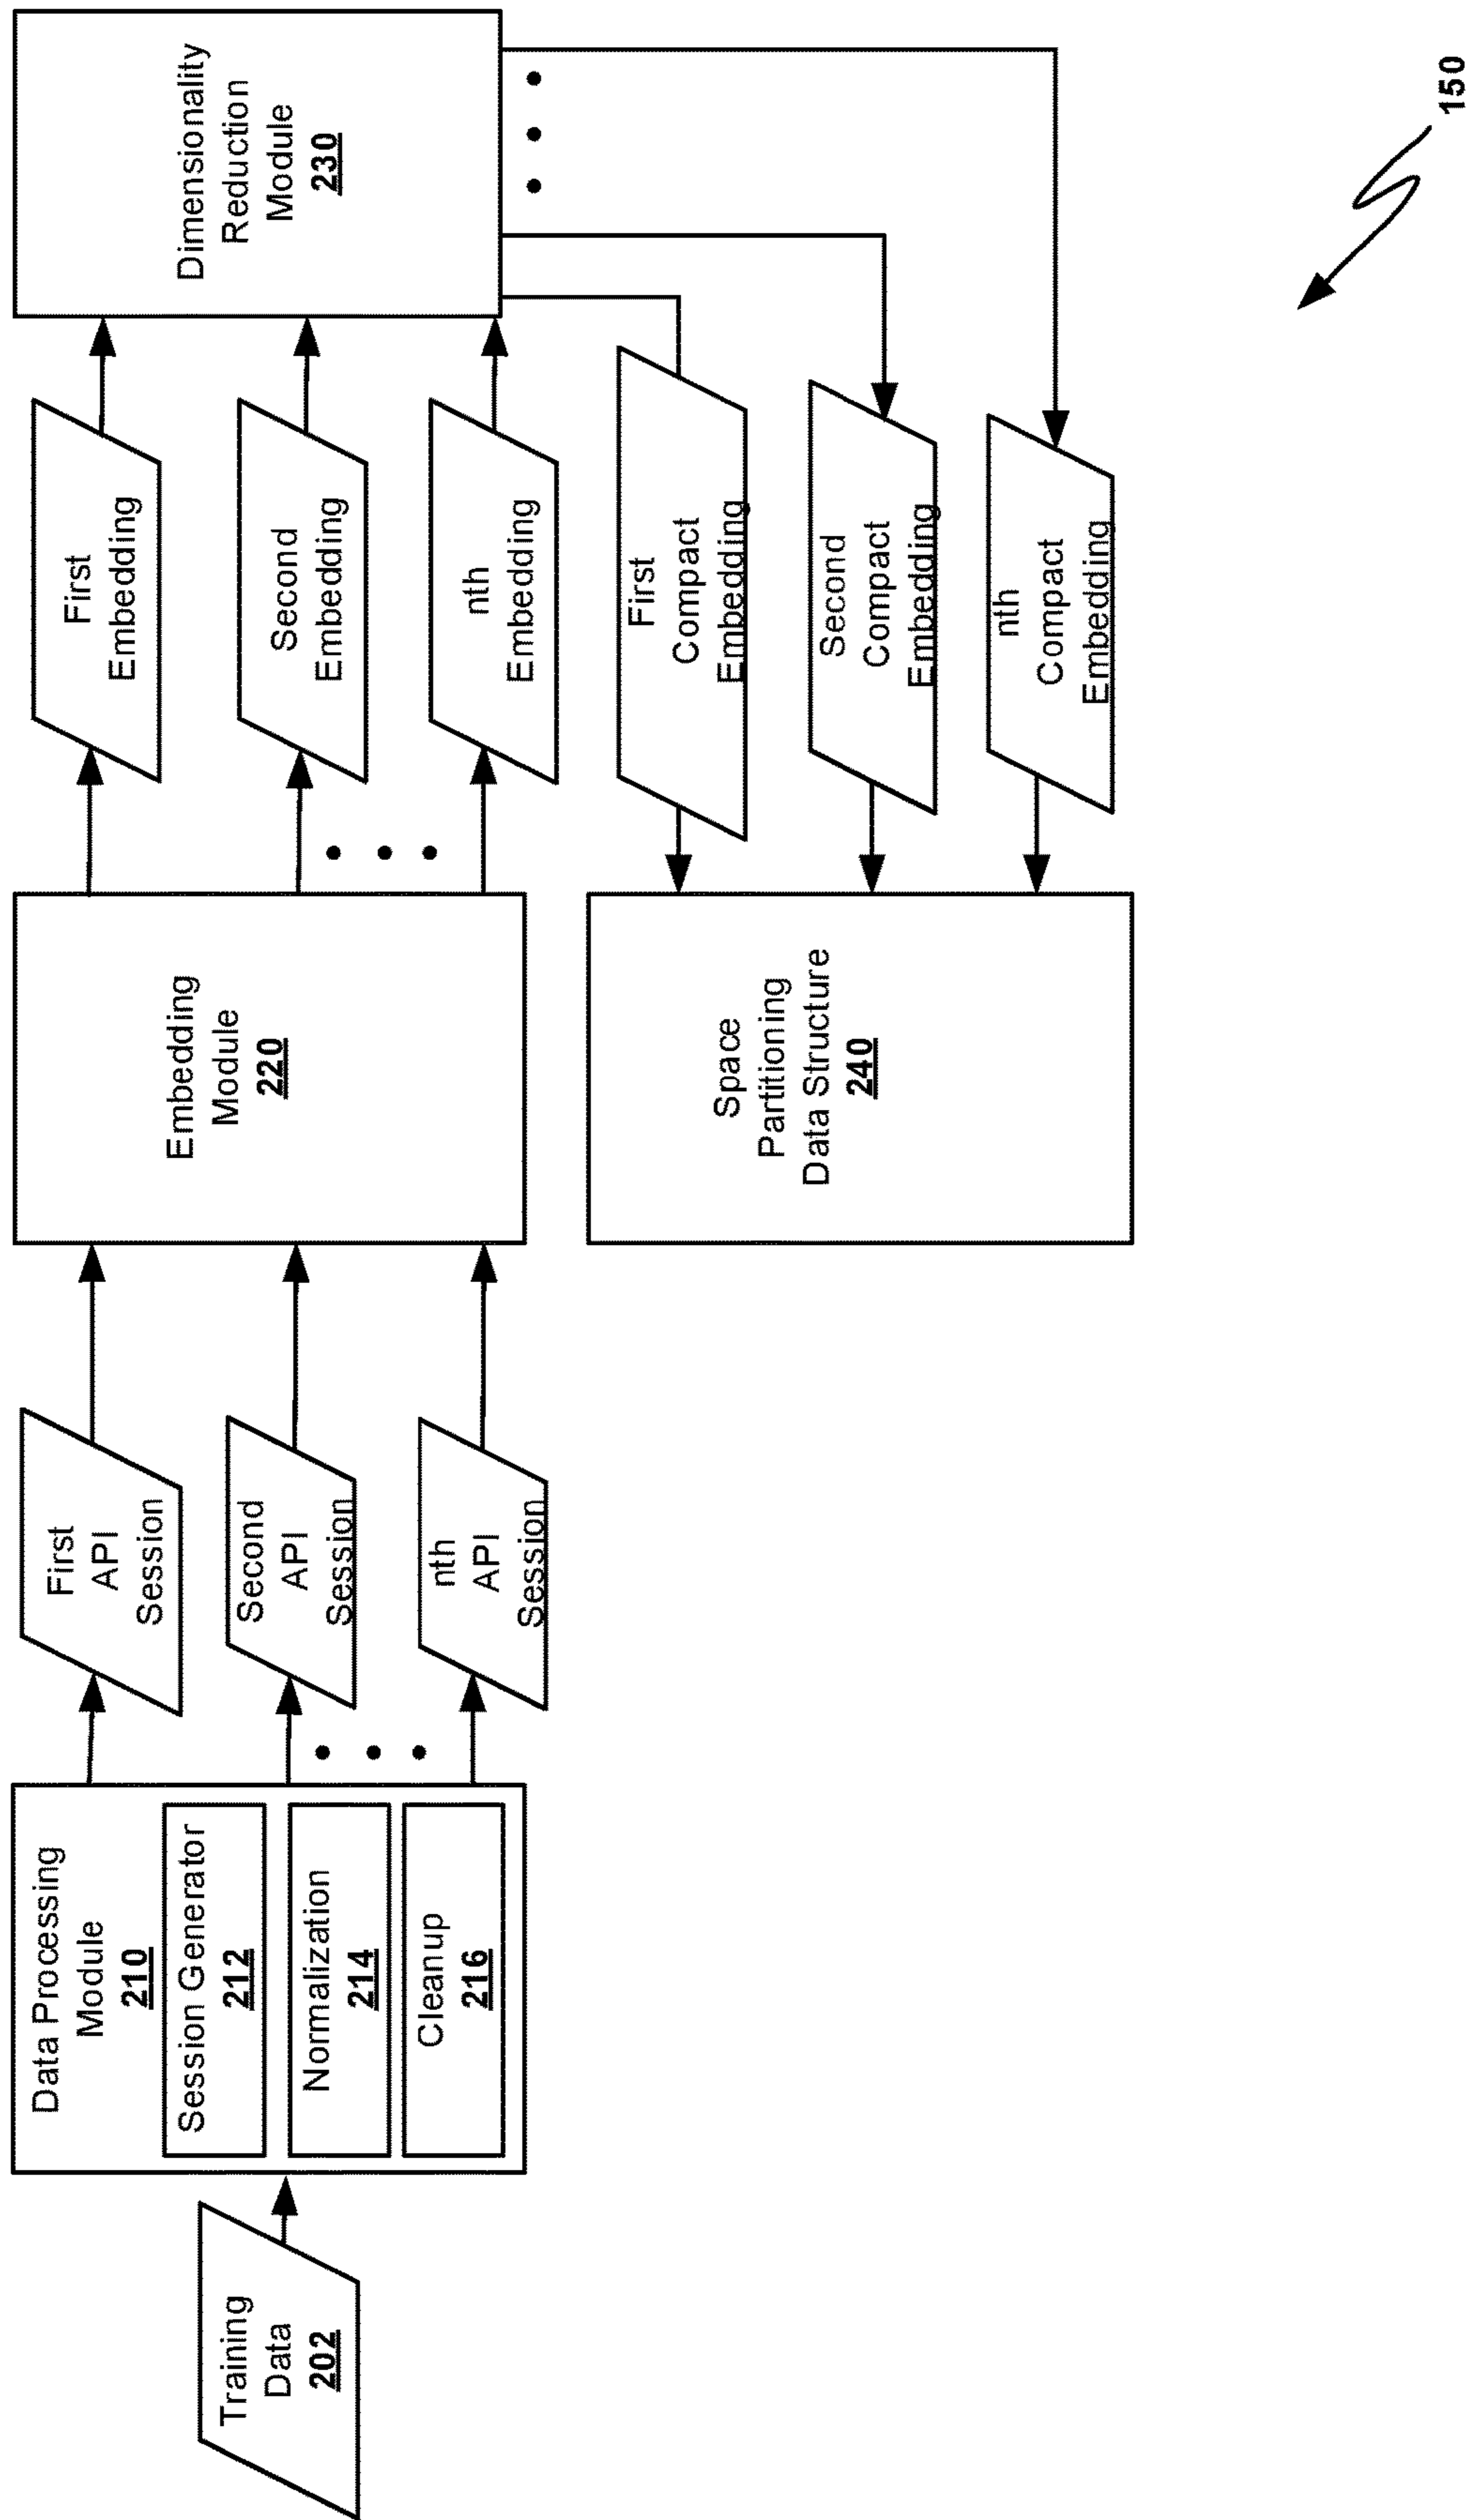 Training
Data
202
Data Processing
Module
210
Session Generator
212
Normalization
214
Cleanup
216
First
API
Session
Second
API
Session
nth
API
Session
Embedding
Module
220
First
Embedding
Second
Embedding
nth
Embedding
Dimensionality
Reduction
Module
230
First
Compact
Embedding
Second
Compact
Embedding
nth
Compact
Embedding
Space
Partitioning
Data Structure
240
150